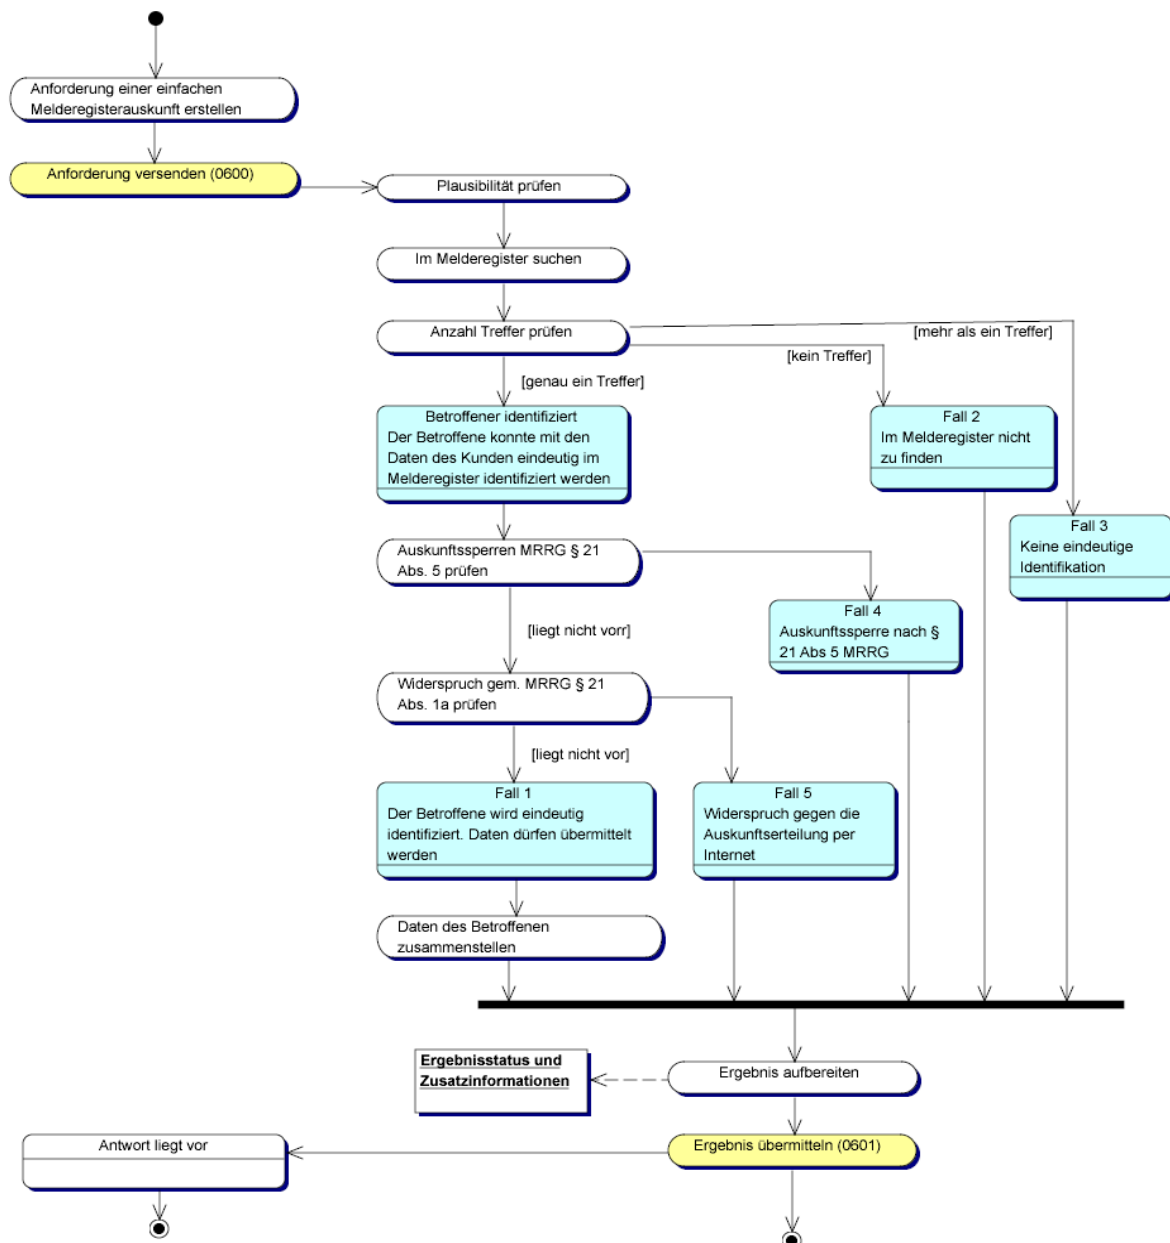 Anforderung einer einfachen
Melderegisterauskunft erstellen
Anforderung versenden (0600)
Plausibilität prüfen
Im Melderegister suchen
Anzahl Treffer prüfen
[mehr als ein Treffer]
[kein Treffer]
[genau ein Treffer]
Betroffener identifiziert
Der Betroffene konnte mit den
Daten des Kunden eindeutig im
Melderegister identifiziert werden
Fall 2
Im Melderegister nicht
zu finden
Fall 3
Keine eindeutige
Identifikation
Auskunftssperren MRRG § 21
Abs. 5 prüfen
Fall 4
Auskunftssperre nach §
21 Abs 5 MRRG
[liegt nicht vorr]
Widerspruch gem. MRRG § 21
Abs. 1a prüfen
[liegt nicht vor]
Fall 1
Der Betroffene wird eindeutig
identifiziert. Daten dürfen übermittelt
werden
Fall 5
Widerspruch gegen die
Auskunftserteilung per
Internet
Daten des Betroffenen
zusammenstellen
Ergebnisstatus und
Zusatzinformationen
Ergebnis aufbereiten
Antwort liegt vor
Ergebnis übermitteln (0601)